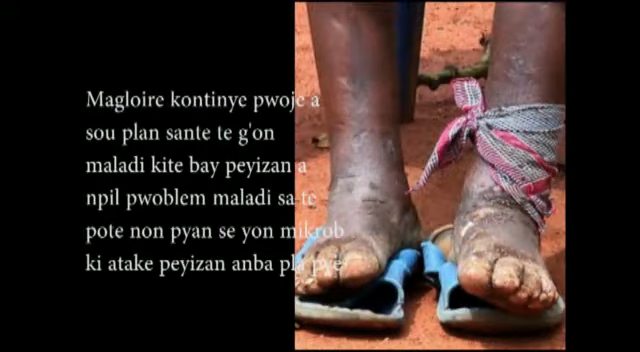 Magloire kontinye pwoje a
sou plan sante te g'on
maladi kite bay peyizan a
npil pwoblem maladi sa te
pote non pyan se yon mikrob
ki atake peyizan anba pla pye